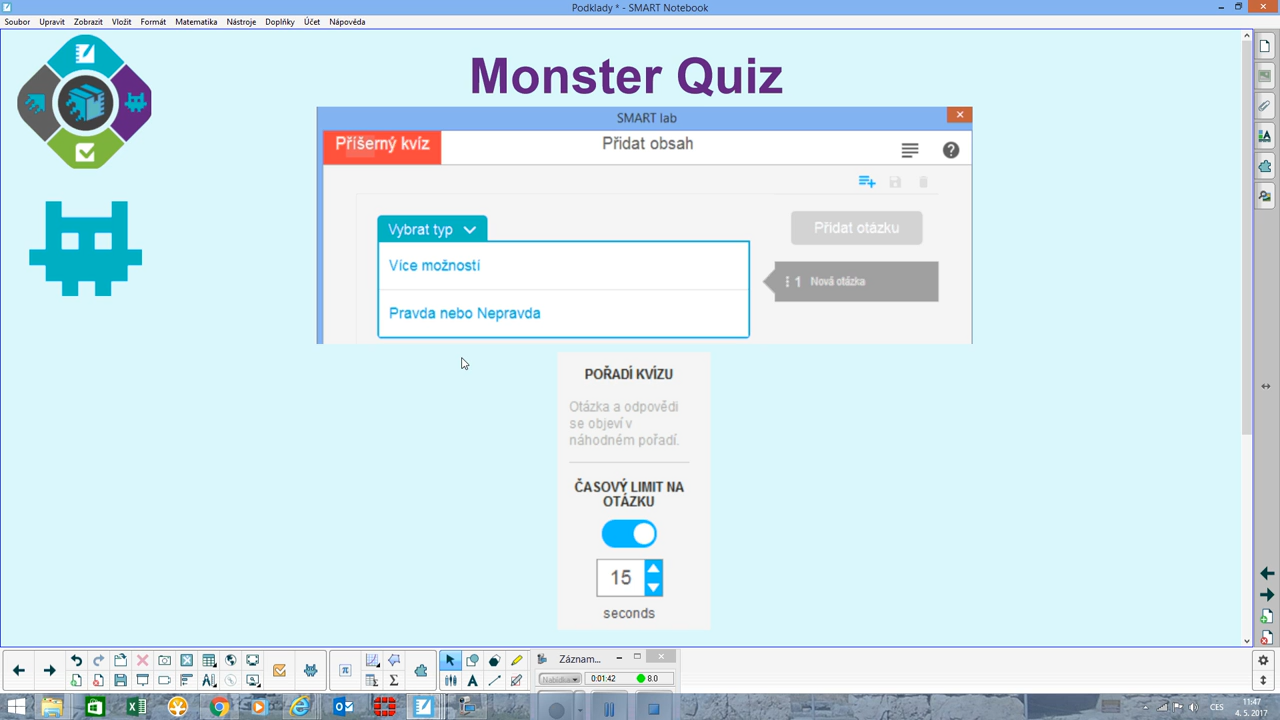 Podklady * - SMART Notebook
Soubor Upravit Zobrazit Vložit Formát Matematika Nástroje Doplňky Účet Nápověda
Monster Quiz
SMART lab
Příšerný kvíz
Přidat obsah
Vybrat typ
Přidat otázku
Více možností
1 Nová otázka
Pravda nebo Nepravda
POŘADÍ KVÍZU
Otázka a odpovědi
se objeví v
náhodném pořadí.
ČASOVÝ LIMIT NA
OTÁZKU
15
seconds
Záznam...
Nabídka
0:01:42
8.0
11:47
CES
4. 5. 2017